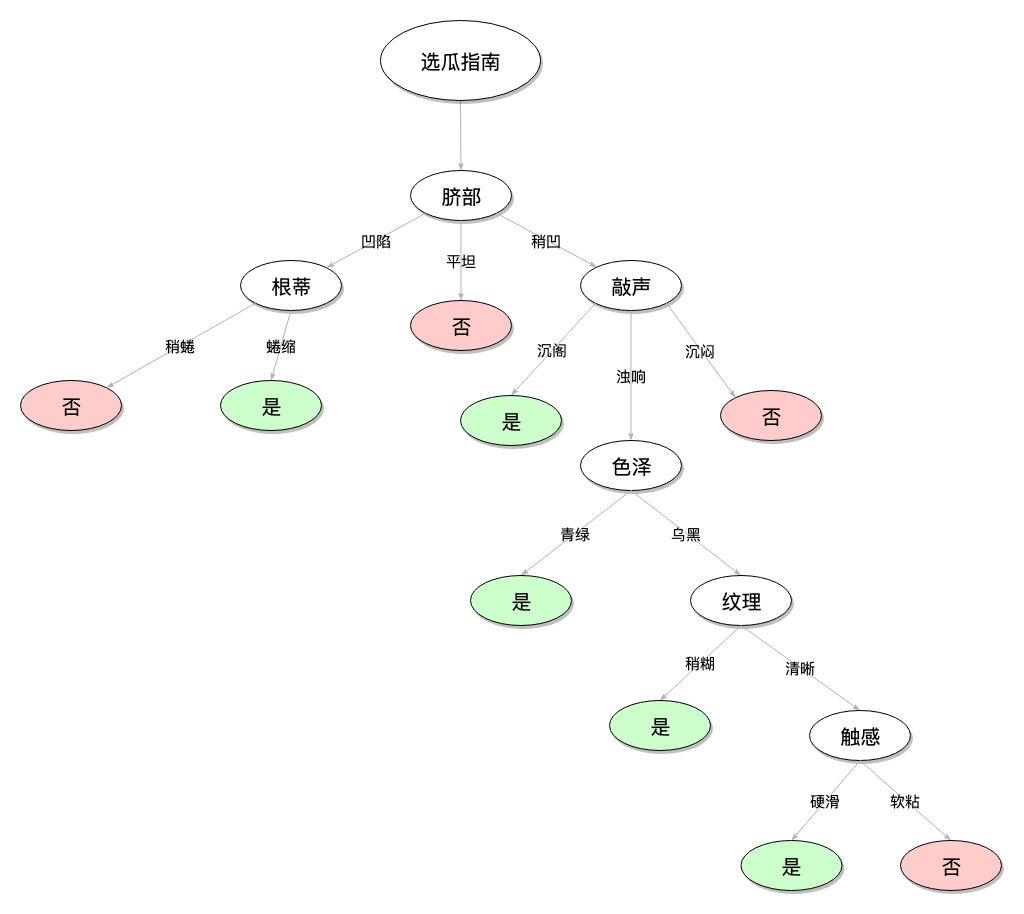 选瓜指南
脐部
凹陷
平坦
稍凹
根蒂
否
敲声
稍蜷
蜷缩
沉阁
浊响
沉闷
否
是
是
否
色泽
青绿
乌黑
是
纹理
稍糊
清晰
是
触感
硬滑
软粘
是
否